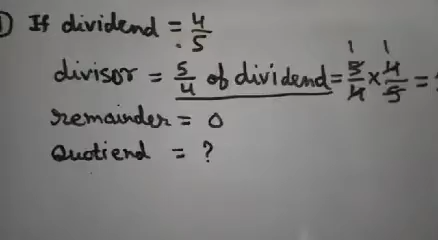 1) If dividend = 4/5
divisor = 5/4 of dividend = 5/4 × 4/5 =
remainder = 0
Quotiend = ?